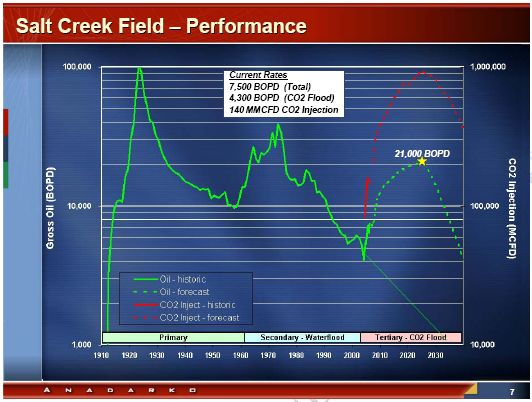 Salt Creek Field – Performance
Current Rates
7,500 BOPD (Total)
4,300 BOPD (CO2 Flood)
140 MMCFD CO2 Injection
100,000
1,000,000
21,000 BOPD
Gross Oil (BOPD)
CO2 Injection (MCFD)
10,000
100,000
Oil - historic
Oil - forecast
CO2 Inject - historic
CO2 Inject - forecast
Primary
Secondary - Waterflood
Tertiary - CO2 Flood
1,000
10,000
1910 1920 1930 1940 1950 1960 1970 1980 1990 2000 2010 2020 2030
ANADARKO
7